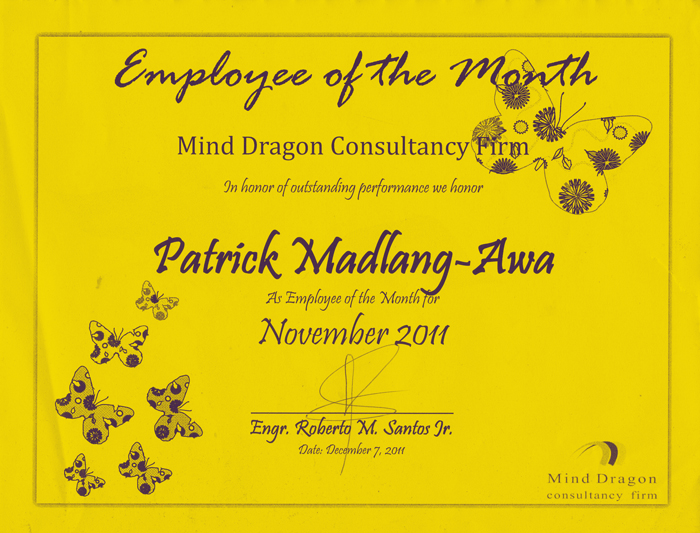 Employee of the Month
Mind Dragon Consultancy Firm
In honor of outstanding performance we honor
Patrick Madlang-Awa
As Employee of the Month for
November 2011
Engr. Roberto M. Santos Jr.
Date: December 7, 2011
Mind Dragon
consultancy firm